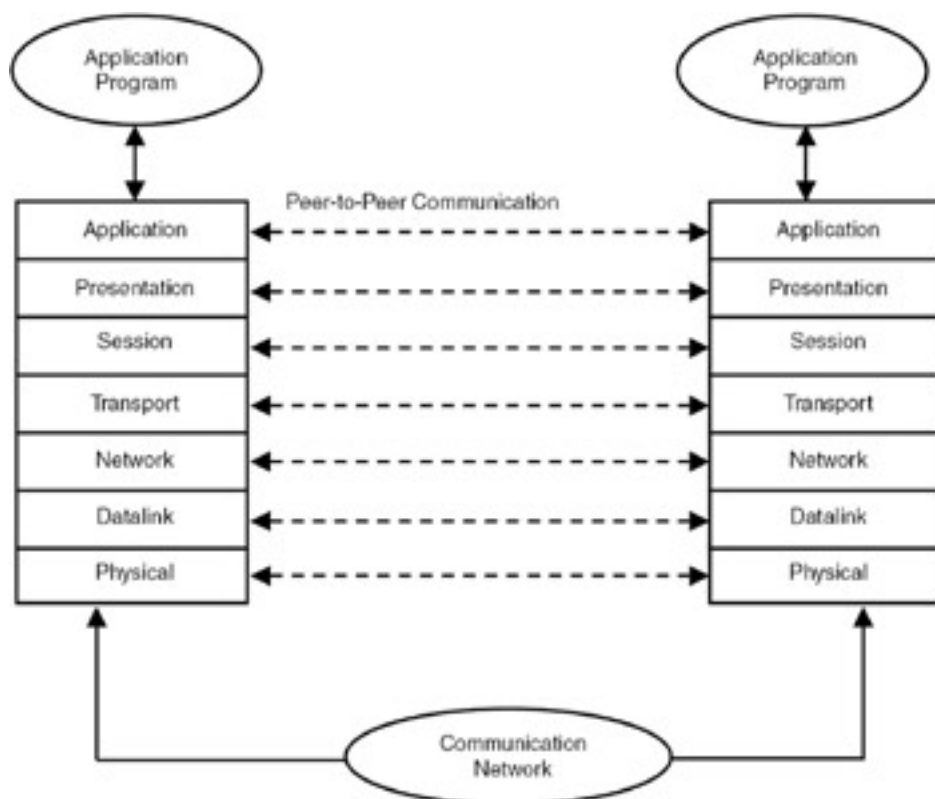 Application
Program
Application
Program
Peer-to-Peer Communication
Application
Application
Presentation
Presentation
Session
Session
Transport
Transport
Network
Network
Datalink
Datalink
Physical
Physical
Communication
Network